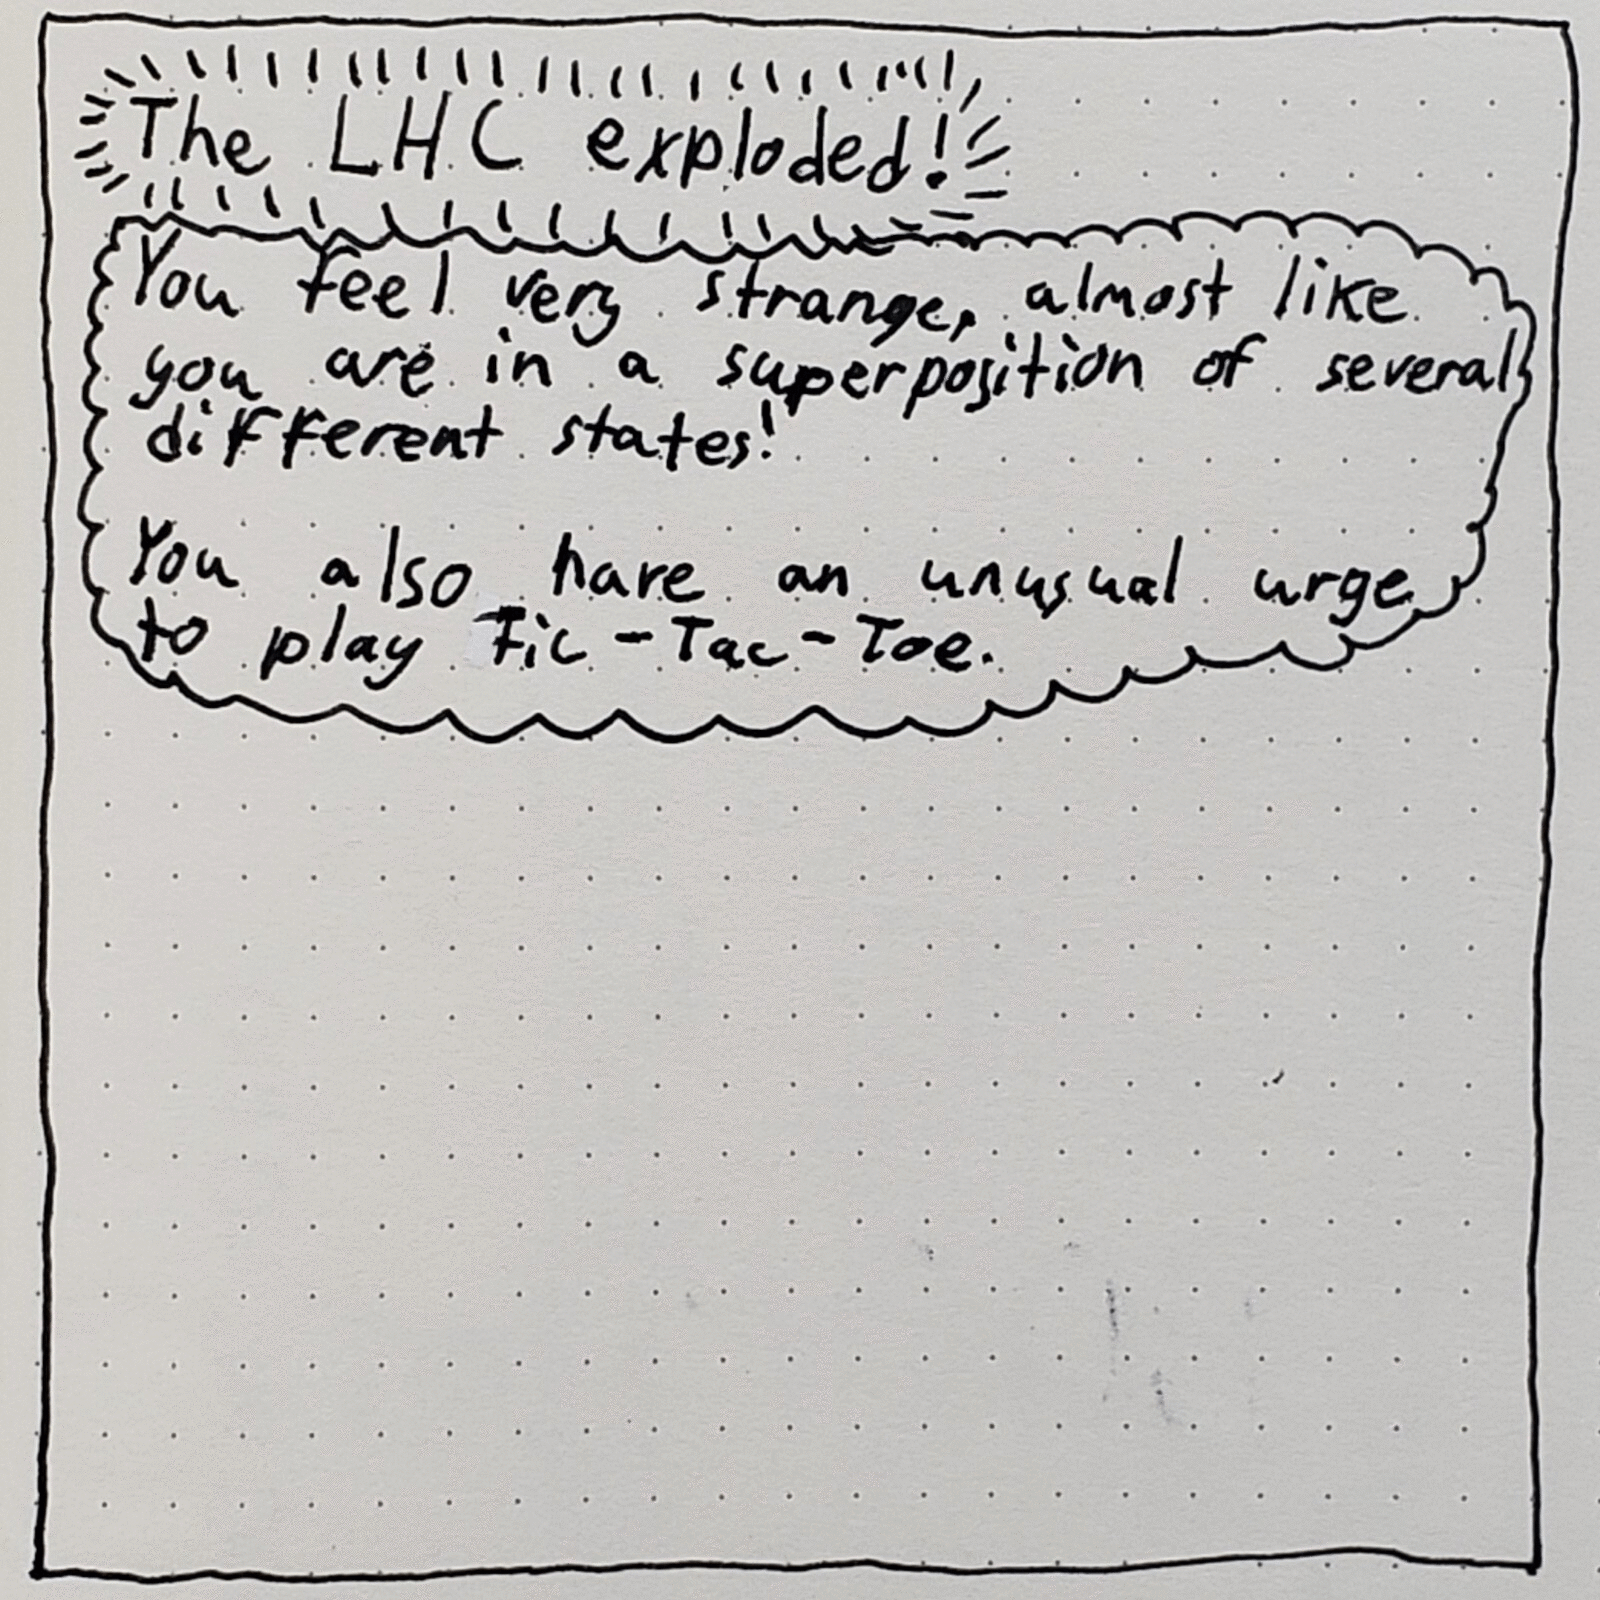 The LHC exploded!
You feel very strange, almost like
you are in a superposition of several
different states!
You also have an unusual urge
to play Tic-Tac-Toe.